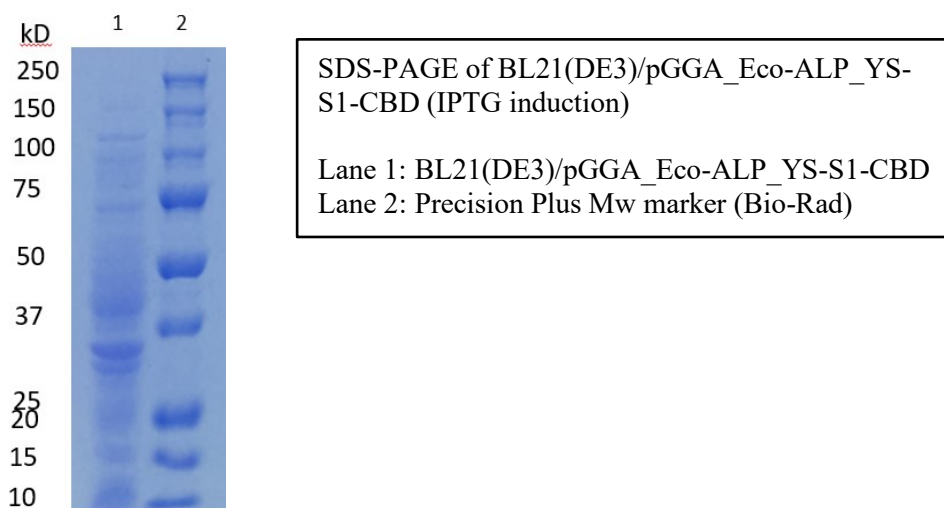 kD
1 2
250
150
100
75
50
37
25
20
15
10
SDS-PAGE of BL21(DE3)/pGGA_Eco-ALP_YS-
S1-CBD (IPTG induction)
Lane 1: BL21(DE3)/pGGA_Eco-ALP_YS-S1-CBD
Lane 2: Precision Plus Mw marker (Bio-Rad)